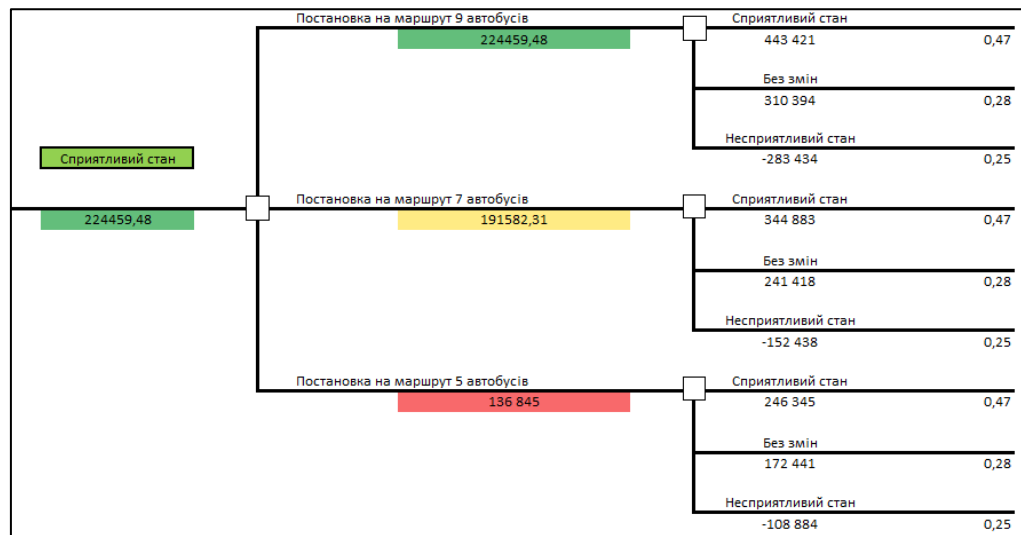 Постановка на маршрут 9 автобусів
Сприятливий стан
224459,48
443 421 0,47
Без змін
310 394 0,28
Сприятливий стан
Несприятливий стан
-283 434 0,25
Постановка на маршрут 7 автобусів
Сприятливий стан
224459,48
191582,31
344 883 0,47
Без змін
241 418 0,28
Несприятливий стан
-152 438 0,25
Постановка на маршрут 5 автобусів
Сприятливий стан
136 845
246 345 0,47
Без змін
172 441 0,28
Несприятливий стан
-108 884 0,25